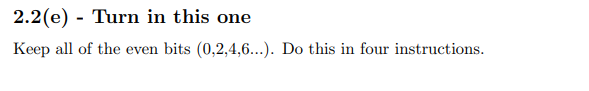 2.2(e) - Turn in this one
Keep all of the even bits (0,2,4,6...). Do this in four instructions.